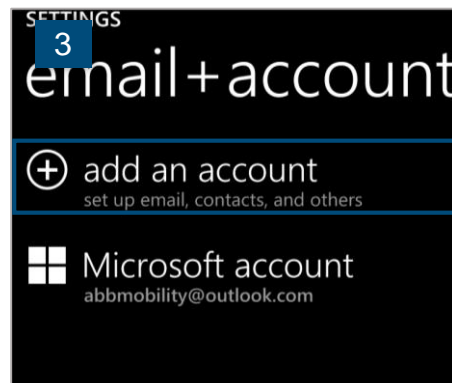 SETTINGS
3
email+account
add an account
set up email, contacts, and others
Microsoft account
abbmobility@outlook.com